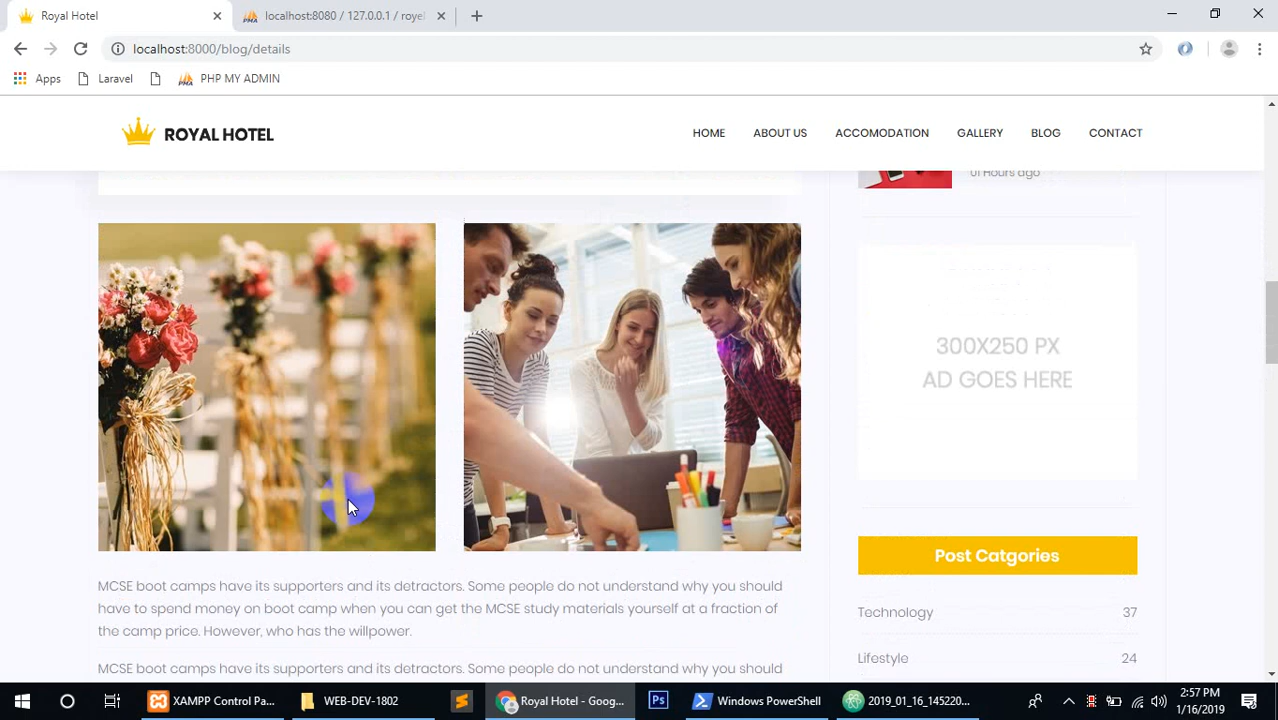 Royal Hotel
localhost:8080 / 127.0.0.1 / royel
localhost:8000/blog/details
Apps
Laravel
PHP MY ADMIN
ROYAL HOTEL
HOME
ABOUT US
ACCOMODATION
GALLERY
BLOG
CONTACT
01 Hours ago
300X250 PX
AD GOES HERE
Post Catgories
Technology 37
Lifestyle 24
MCSE boot camps have its supporters and its detractors. Some people do not understand why you should
have to spend money on boot camp when you can get the MCSE study materials yourself at a fraction of
the camp price. However, who has the willpower.
MCSE boot camps have its supporters and its detractors. Some people do not understand why you should
XAMPP Control Pa...
WEB-DEV-1802
Royal Hotel - Goog...
Ps
Windows PowerShell
2019_01_16_145220...
2:57 PM
1/16/2019